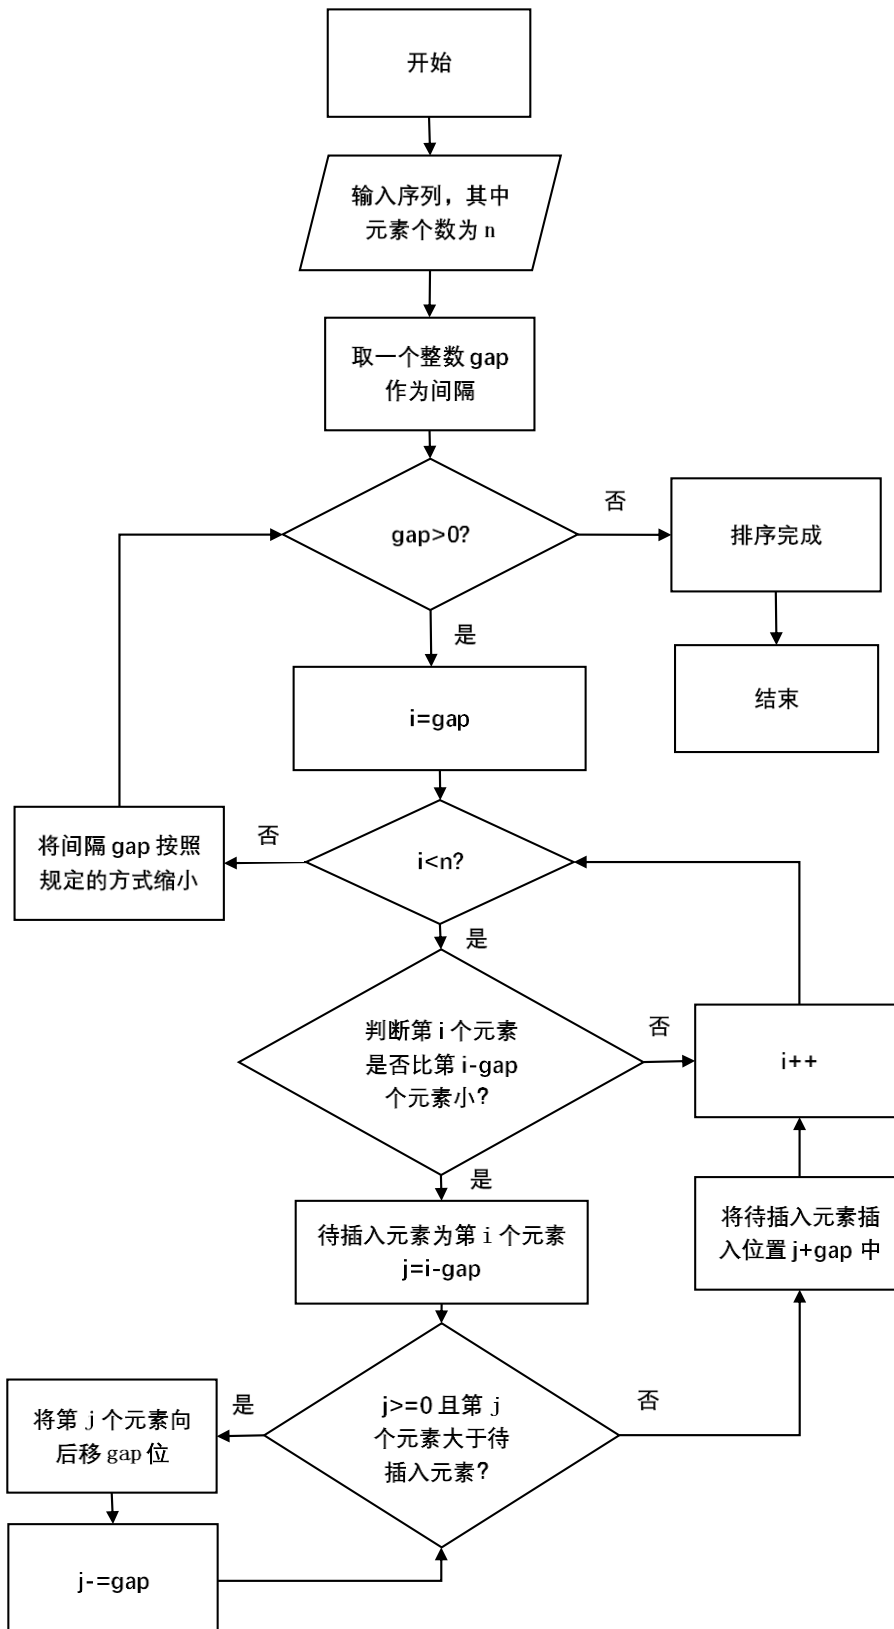 开始
输入序列，其中
元素个数为 n
取一个整数 gap
作为间隔
gap>0?
否
排序完成
是
结束
i=gap
将间隔 gap 按照
规定的方式缩小
否
i<n?
是
判断第 i 个元素
是否比第 i-gap
个元素小?
否
i++
是
待插入元素为第 i 个元素
j=i-gap
将待插入元素插
入位置 j+gap 中
j>=0 且第 j
个元素大于待
插入元素?
是
否
将第 j 个元素向
后移 gap 位
j-=gap